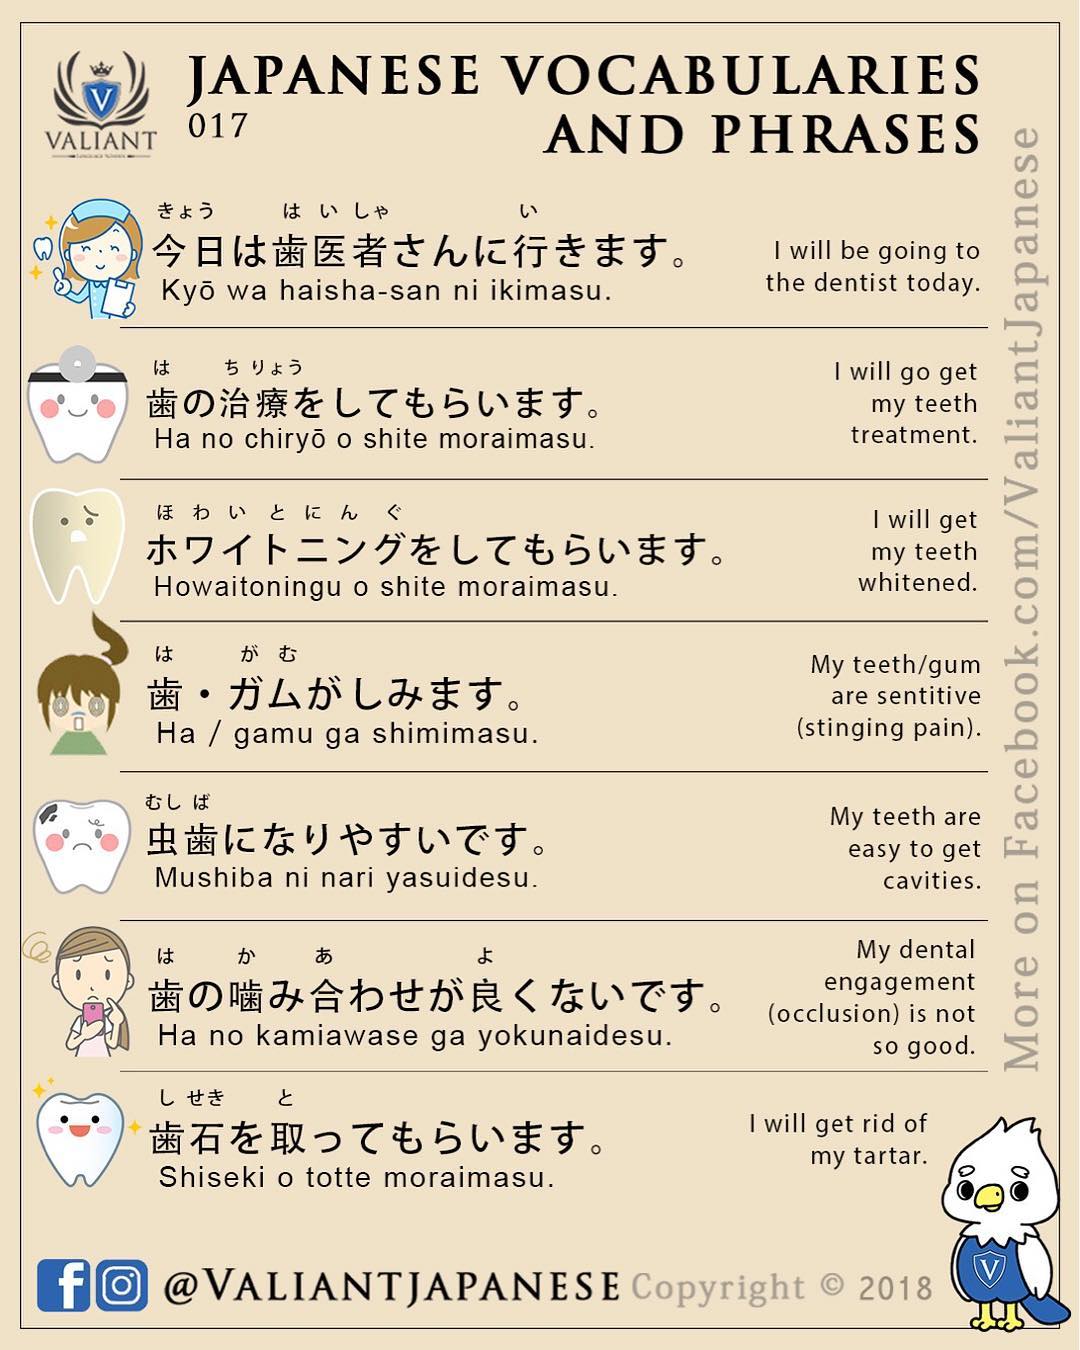 VALIANT
JAPANESE VOCABULARIES
017
AND PHRASES
きょう はいしゃ い
今日は歯医者さんに行きます。
Kyō wa haisha-san ni ikimasu.
I will be going to
the dentist today.
は ちりょう
歯の治療をしてもらいます。
Ha no chiryō o shite moraimasu.
I will go get
my teeth
treatment.
ほわいとにんぐ
ホワイトニングをしてもらいます。
Howaitoningu o shite moraimasu.
I will get
my teeth
whitened.
は がむ
歯・ガムがしみます。
Ha / gamu ga shimimasu.
My teeth/gum
are sentitive
(stinging pain).
むしば
虫歯になりやすいです。
Mushiba ni nari yasuidesu.
My teeth are
easy to get
cavities.
は か あ よ
歯の噛み合わせが良くないです。
Ha no kamiawase ga yokunaidesu.
My dental
engagement
(occlusion) is not
so good.
しせき と
歯石を取ってもらいます。
Shiseki o totte moraimasu.
I will get rid of
my tartar.
More on Facebook.com/ValiantJapanese
@VALIANTJAPANESE Copyright © 2018
V